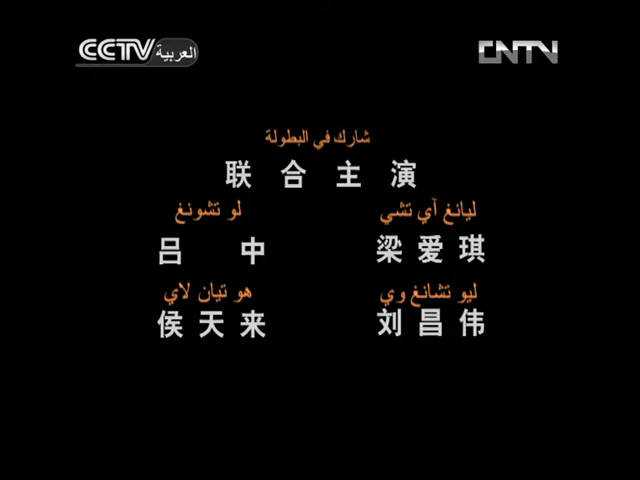 CCTV العربية
CNTV
شارك في البطولة
联合主演
لو تشونغ ليانغ آي تشي
吕中 梁爱琪
هو تيان لاي ليو تشانغ وي
侯天来 刘昌伟